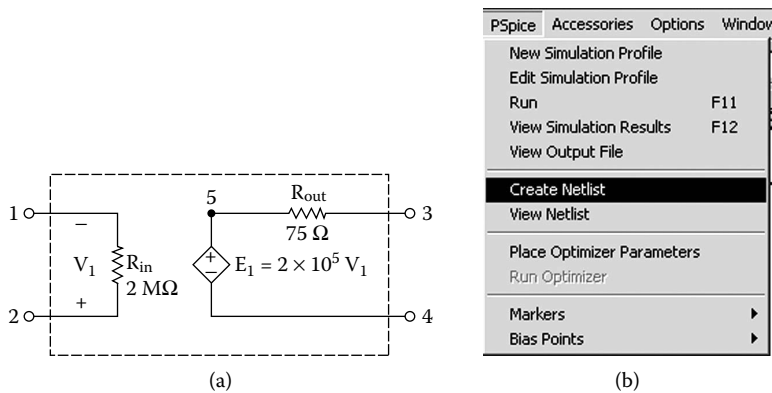 1
2
−
V1
+
Rin
2 MΩ
5
Rout
75 Ω
+
−
E1 = 2 × 10^5 V1
3
4
(a)
PSpice Accessories Options Window
New Simulation Profile
Edit Simulation Profile
Run F11
View Simulation Results F12
View Output File
Create Netlist
View Netlist
Place Optimizer Parameters
Run Optimizer
Markers
Bias Points
(b)